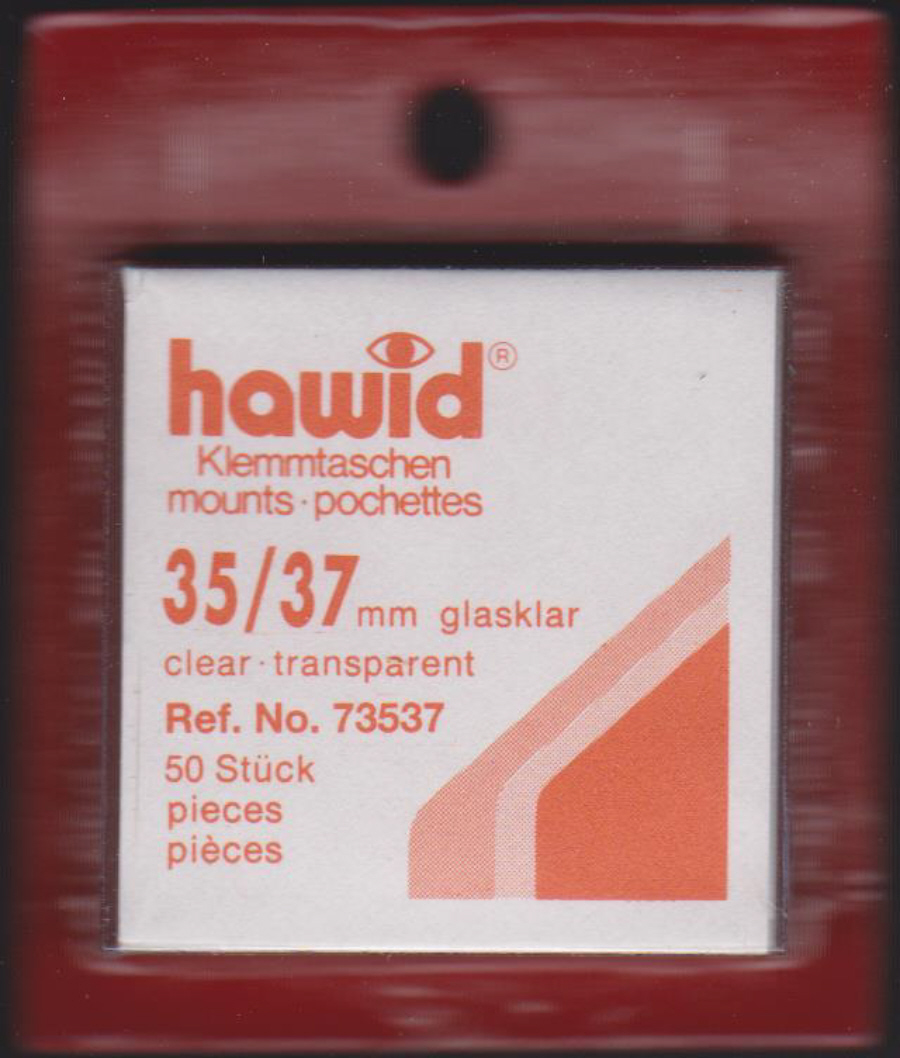 hawid®
Klemmtaschen
mounts·pochettes
35/37mm glasklar
clear·transparent
Ref. No. 73537
50 Stück
pieces
pièces